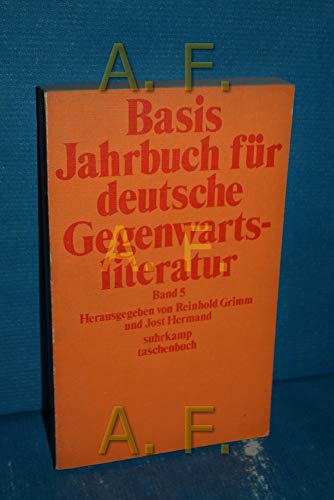 A. F.
Basis
Jahrbuch für
deutsche
Gegenwarts-
literatur
A. F.
Band 5
Herausgegeben von Reinhold Grimm
und Jost Hermand
suhrkamp
taschenbuch
A. F.